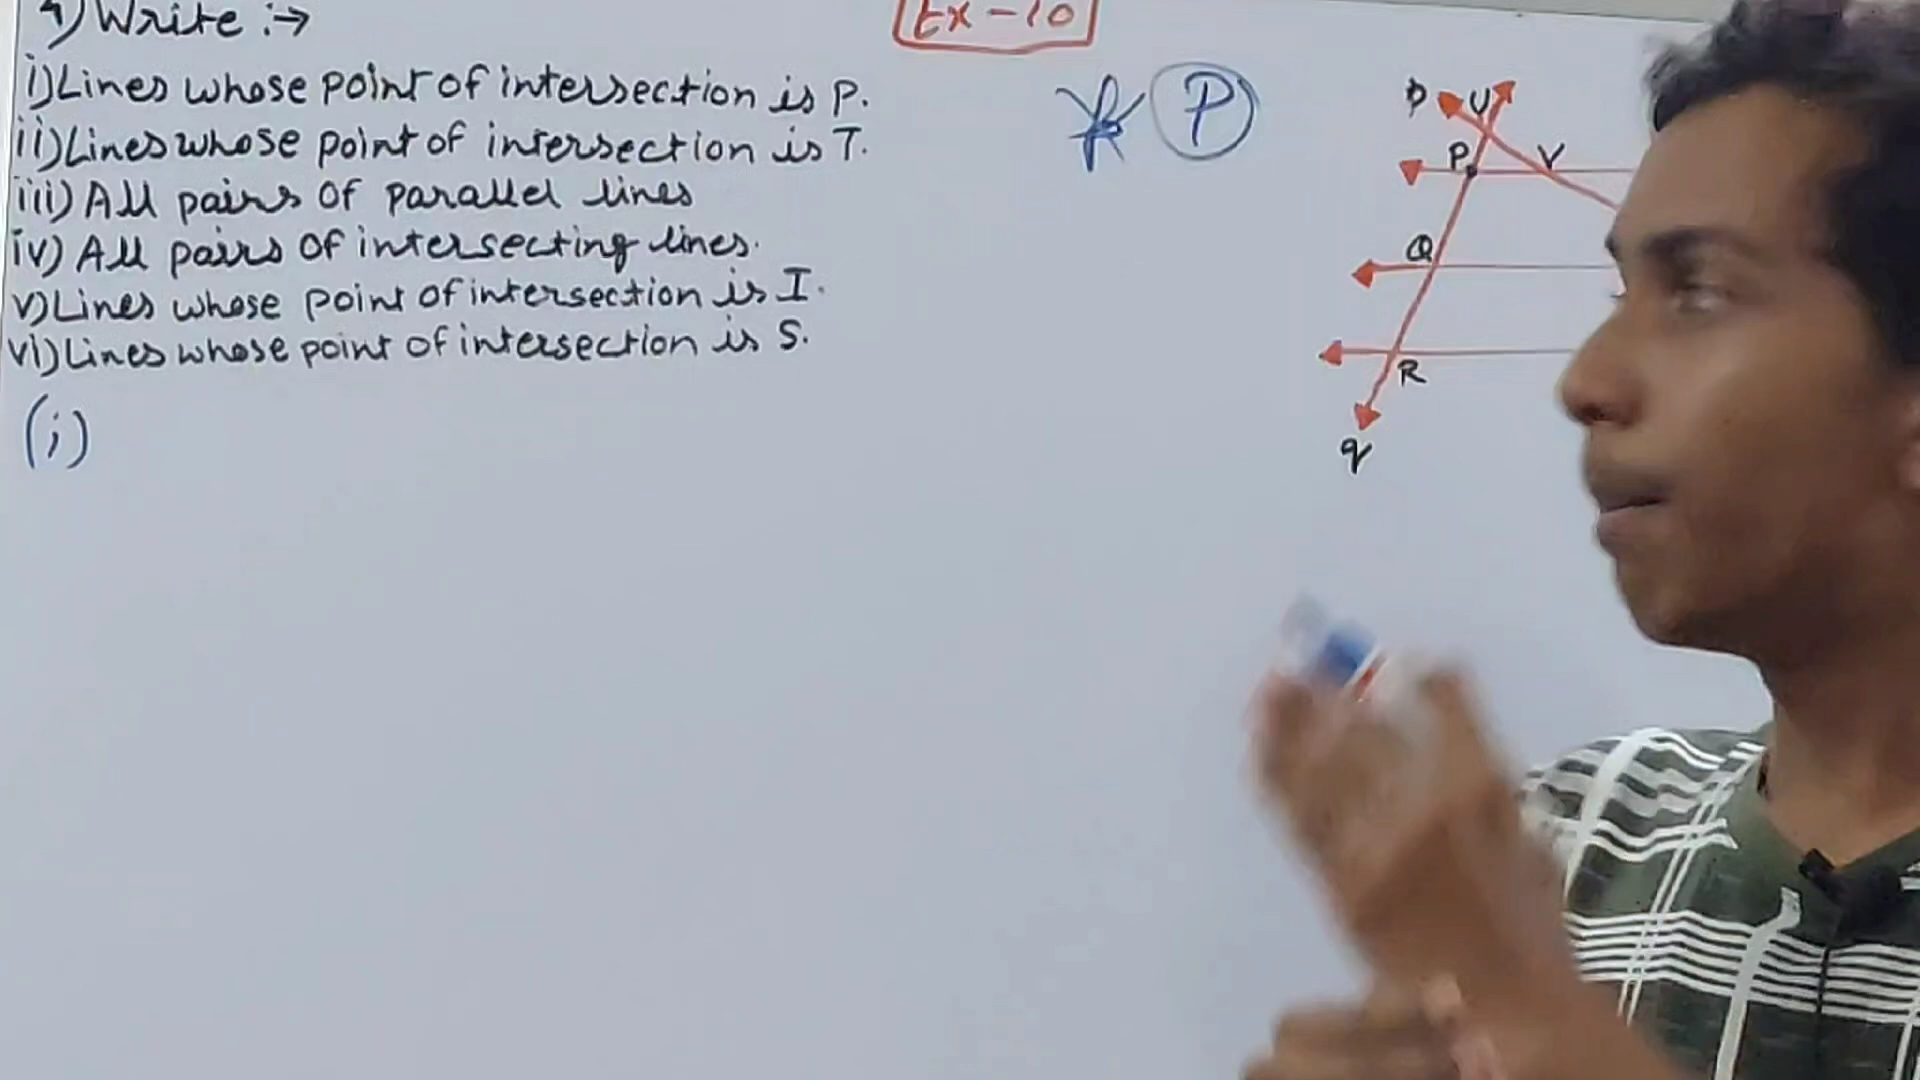 4) Write :→
Ex - 10
i) Lines whose point of intersection is P.
ii) Lines whose point of intersection is T.
iii) All pairs of parallel lines
iv) All pairs of intersecting lines.
v) Lines whose point of intersection is I.
vi) Lines whose point of intersection is S.
(i)
P
p U
P V
Q
R
q